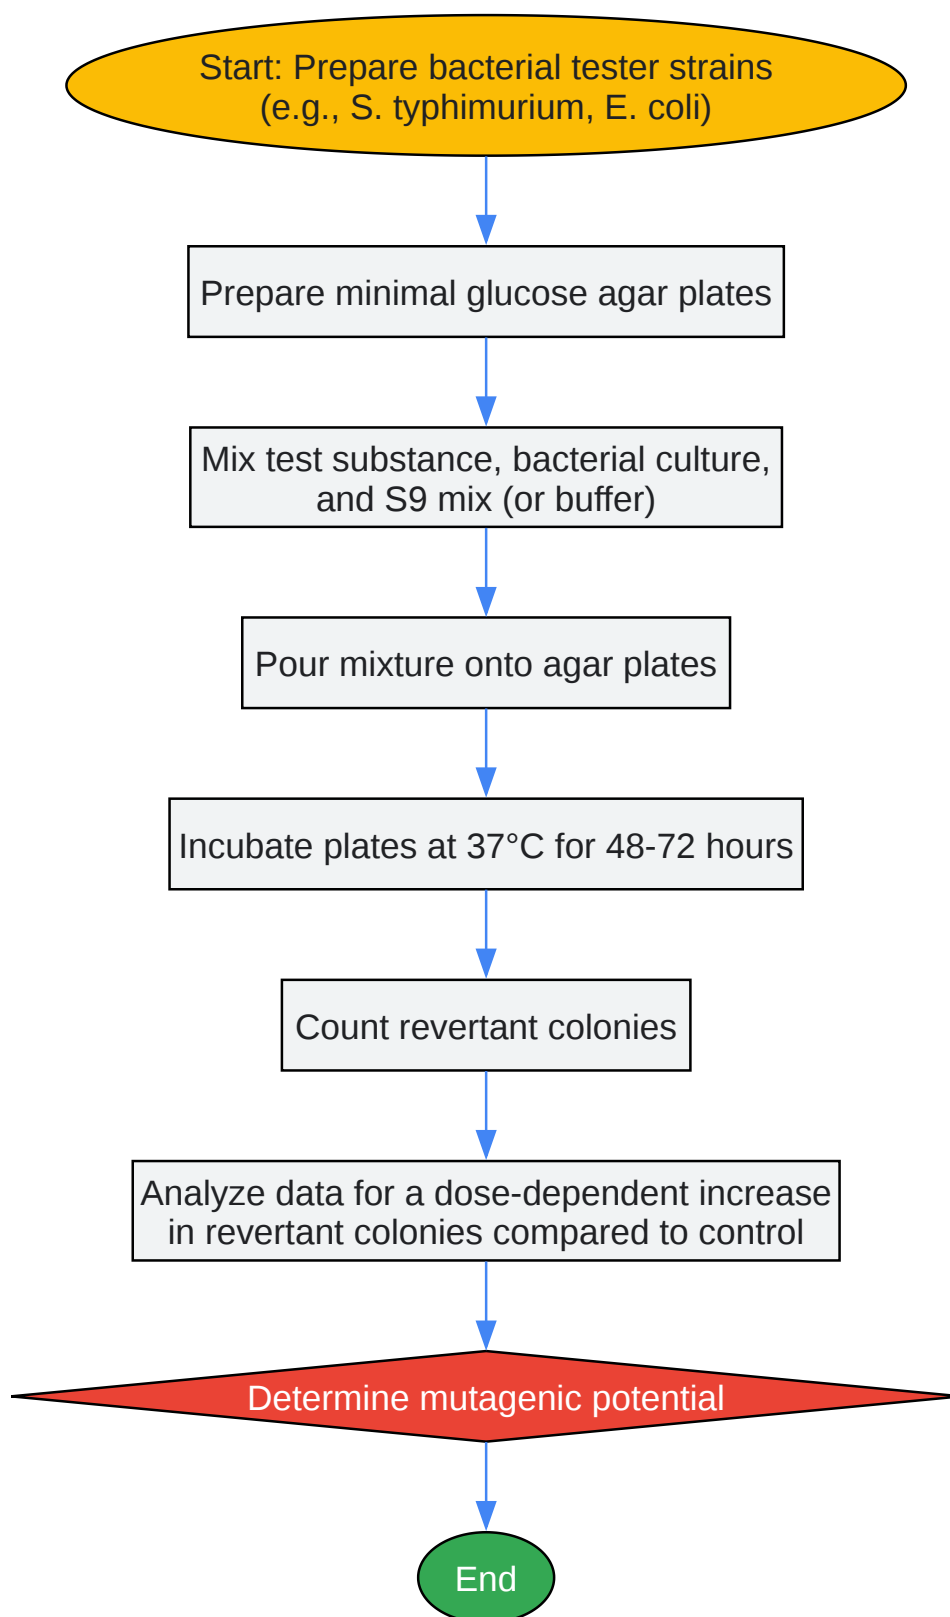 Start: Prepare bacterial tester strains
(e.g., S. typhimurium, E. coli)
Prepare minimal glucose agar plates
Mix test substance, bacterial culture,
and S9 mix (or buffer)
Pour mixture onto agar plates
Incubate plates at 37°C for 48-72 hours
Count revertant colonies
Analyze data for a dose-dependent increase
in revertant colonies compared to control
Determine mutagenic potential
End